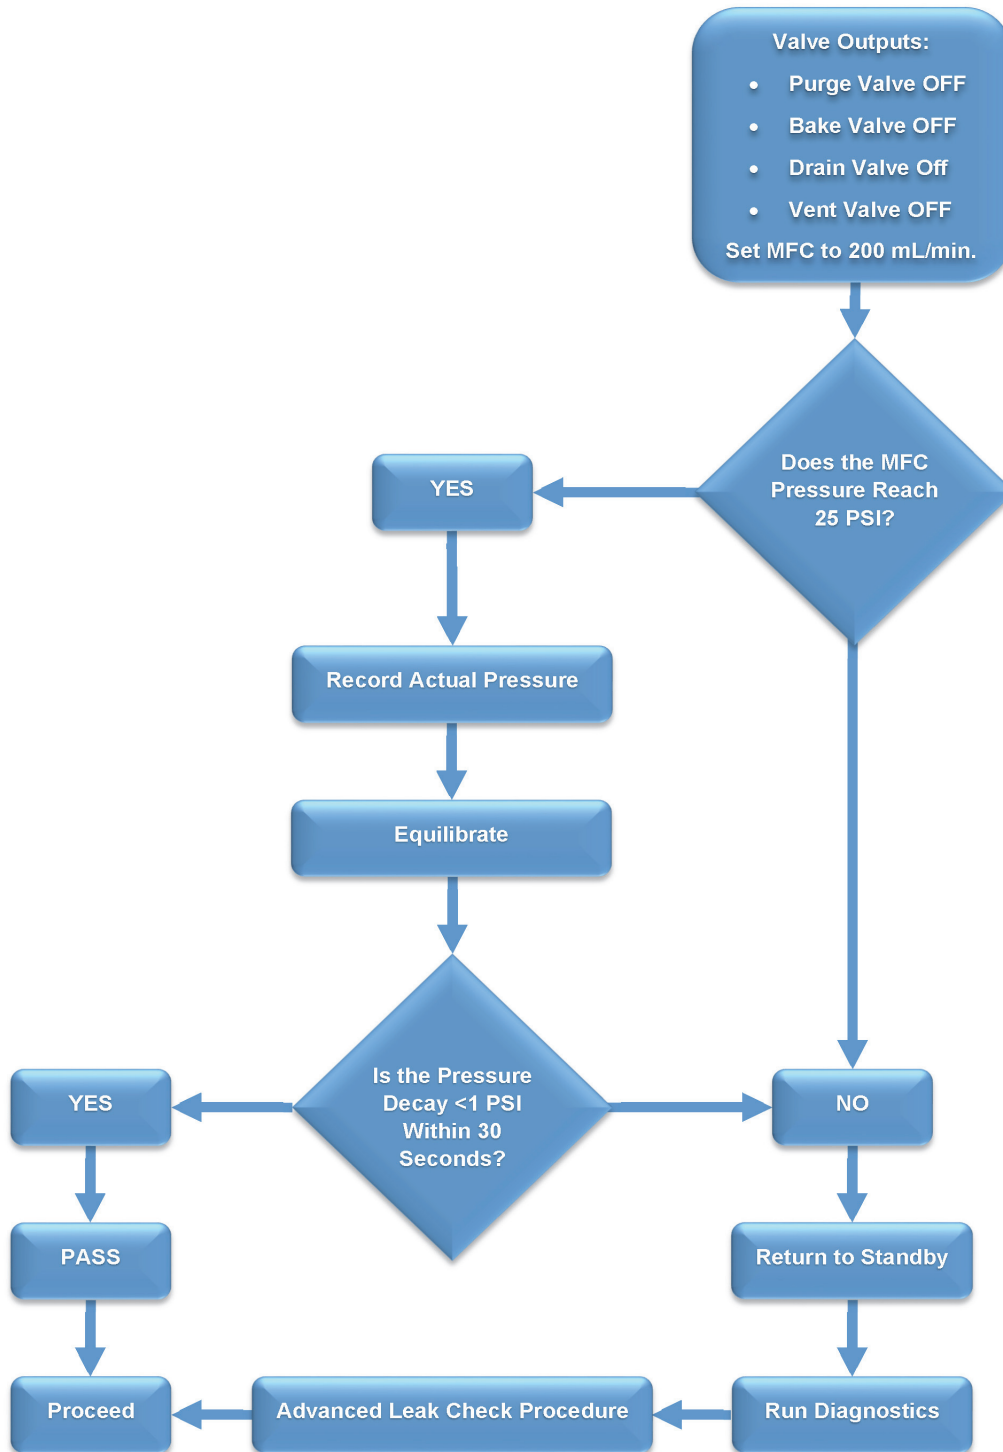 Valve Outputs:
• Purge Valve OFF
• Bake Valve OFF
• Drain Valve Off
• Vent Valve OFF
Set MFC to 200 mL/min.
Does the MFC
Pressure Reach
25 PSI?
YES
Record Actual Pressure
Equilibrate
Is the Pressure
Decay <1 PSI
Within 30
Seconds?
YES
NO
PASS
Return to Standby
Proceed
Advanced Leak Check Procedure
Run Diagnostics